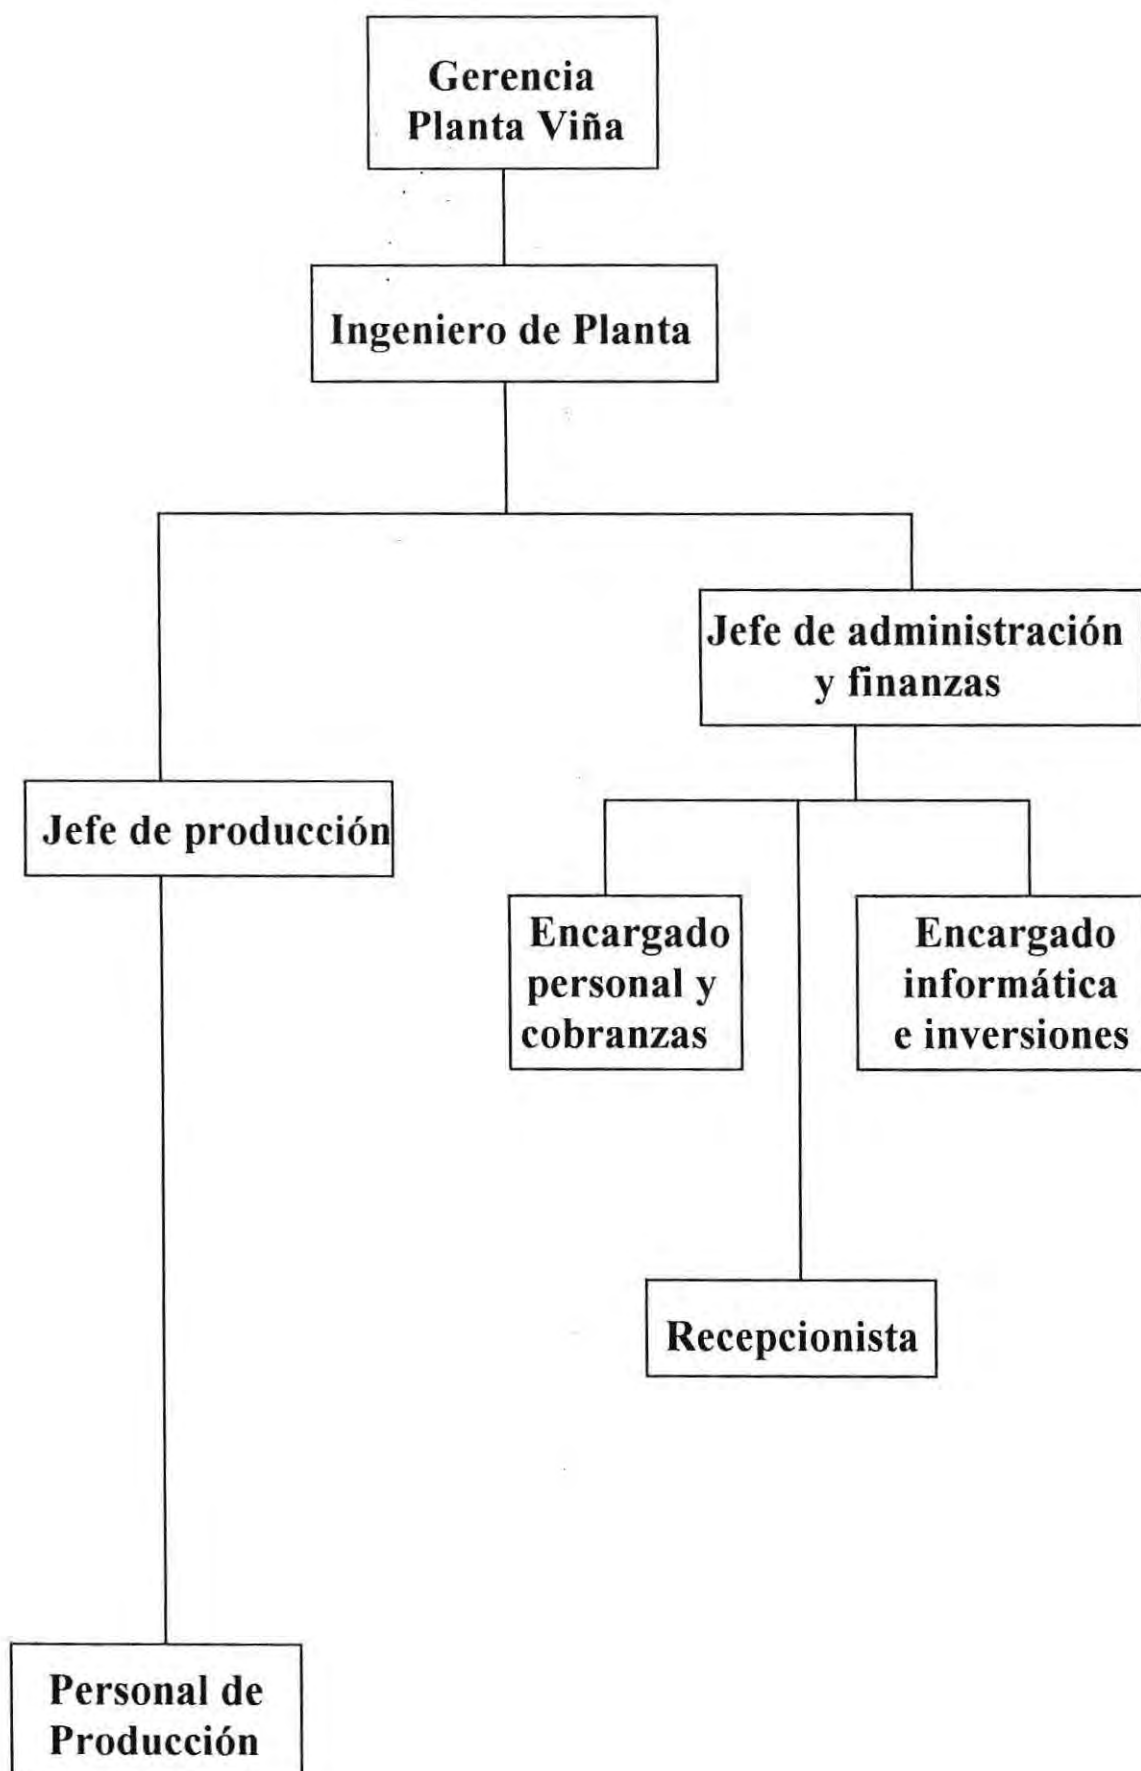 Gerencia
Planta Viña
Ingeniero de Planta
Jefe de administración
y finanzas
Jefe de producción
Encargado
personal y
cobranzas
Encargado
informática
e inversiones
Recepcionista
Personal de
Producción